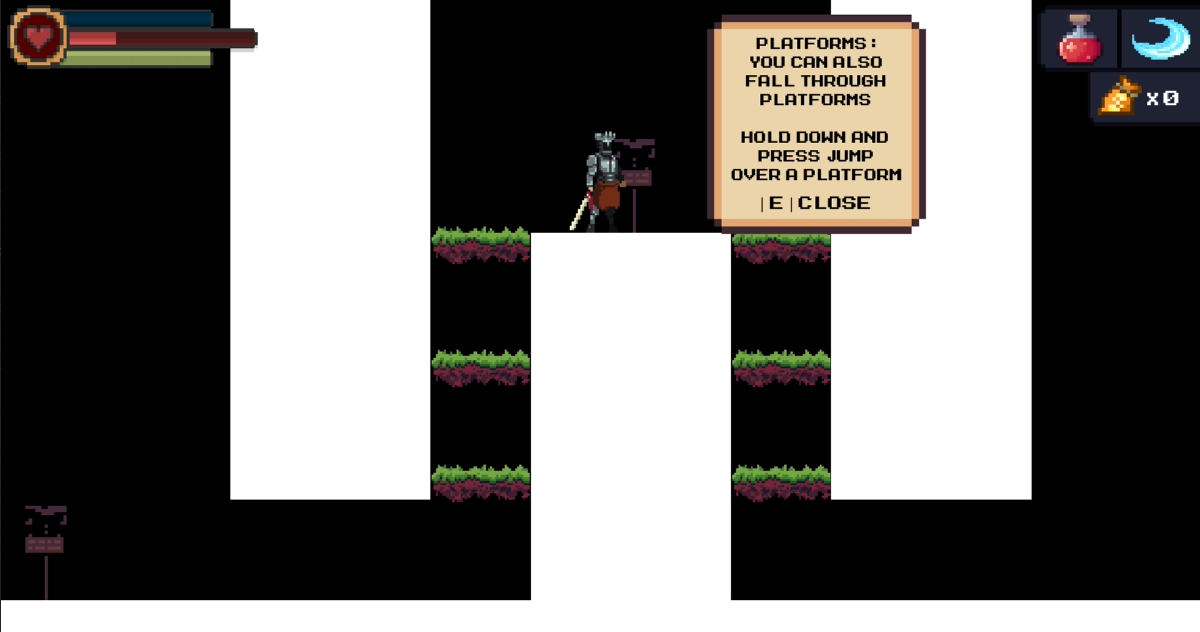 PLATFORMS :
YOU CAN ALSO
FALL THROUGH
PLATFORMS
HOLD DOWN AND
PRESS JUMP
OVER A PLATFORM
| E | CLOSE
x0